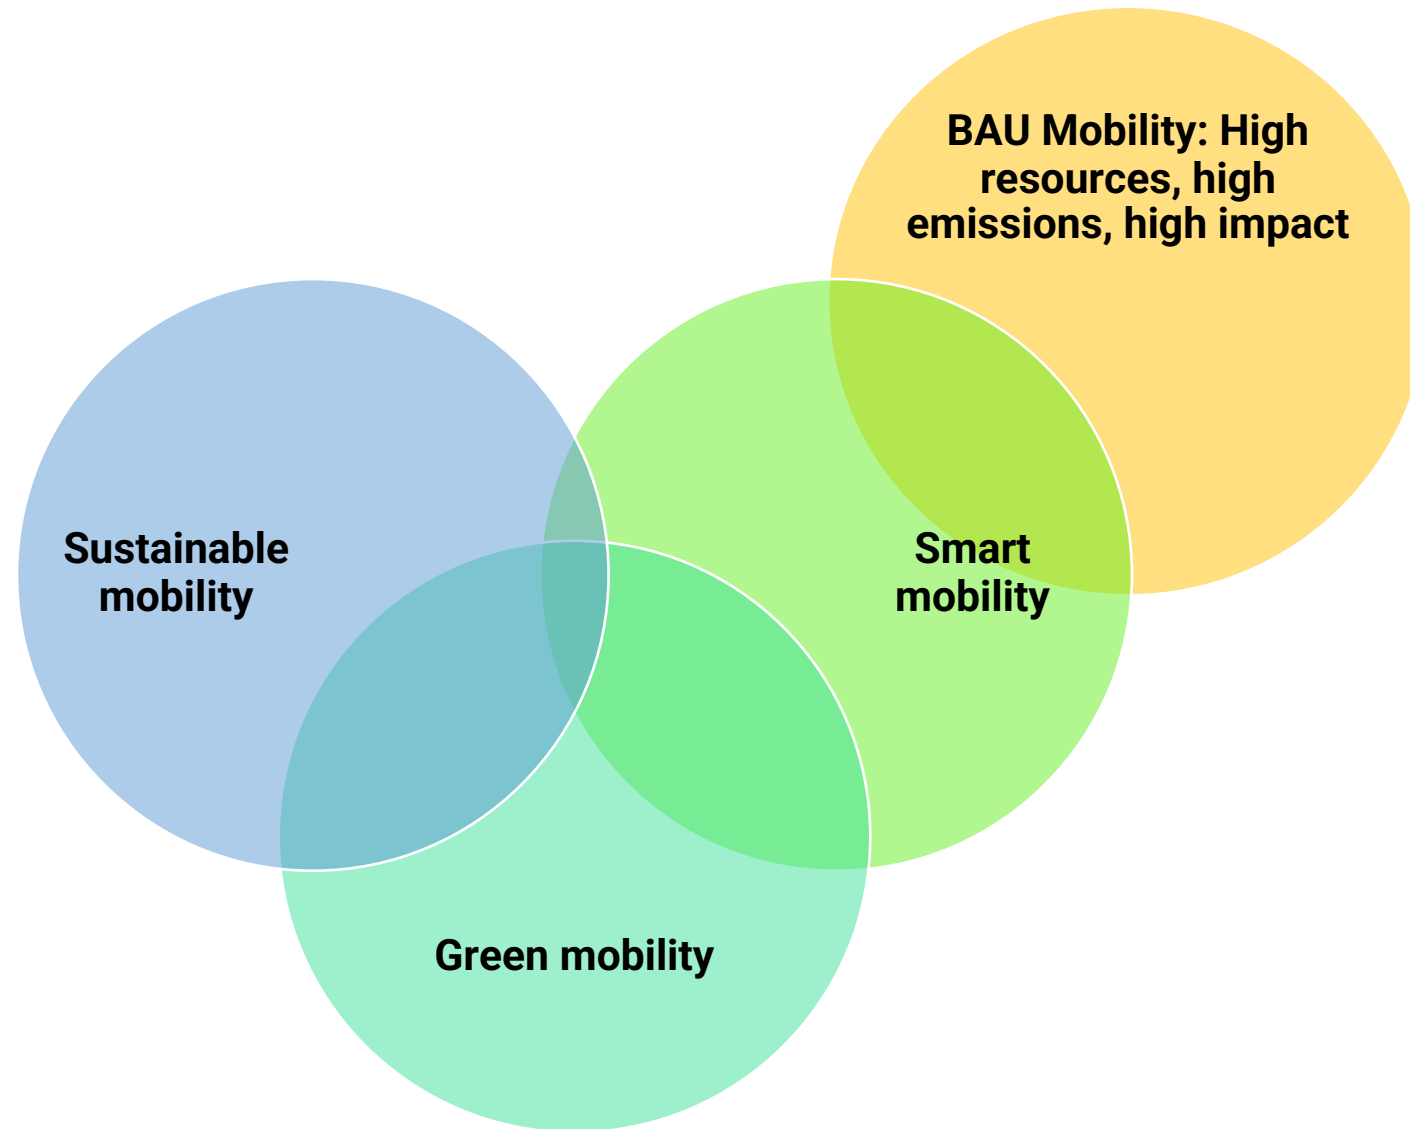 BAU Mobility: High
resources, high
emissions, high impact
Sustainable
mobility
Smart
mobility
Green mobility